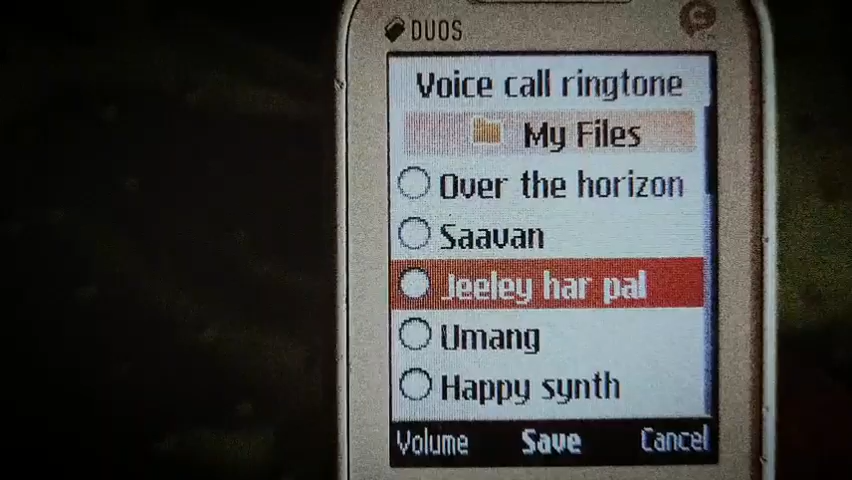 DUOS
Voice call ringtone
My Files
Over the horizon
Saavan
Jeeley har pal
Umang
Happy synth
Volume Save Cancel